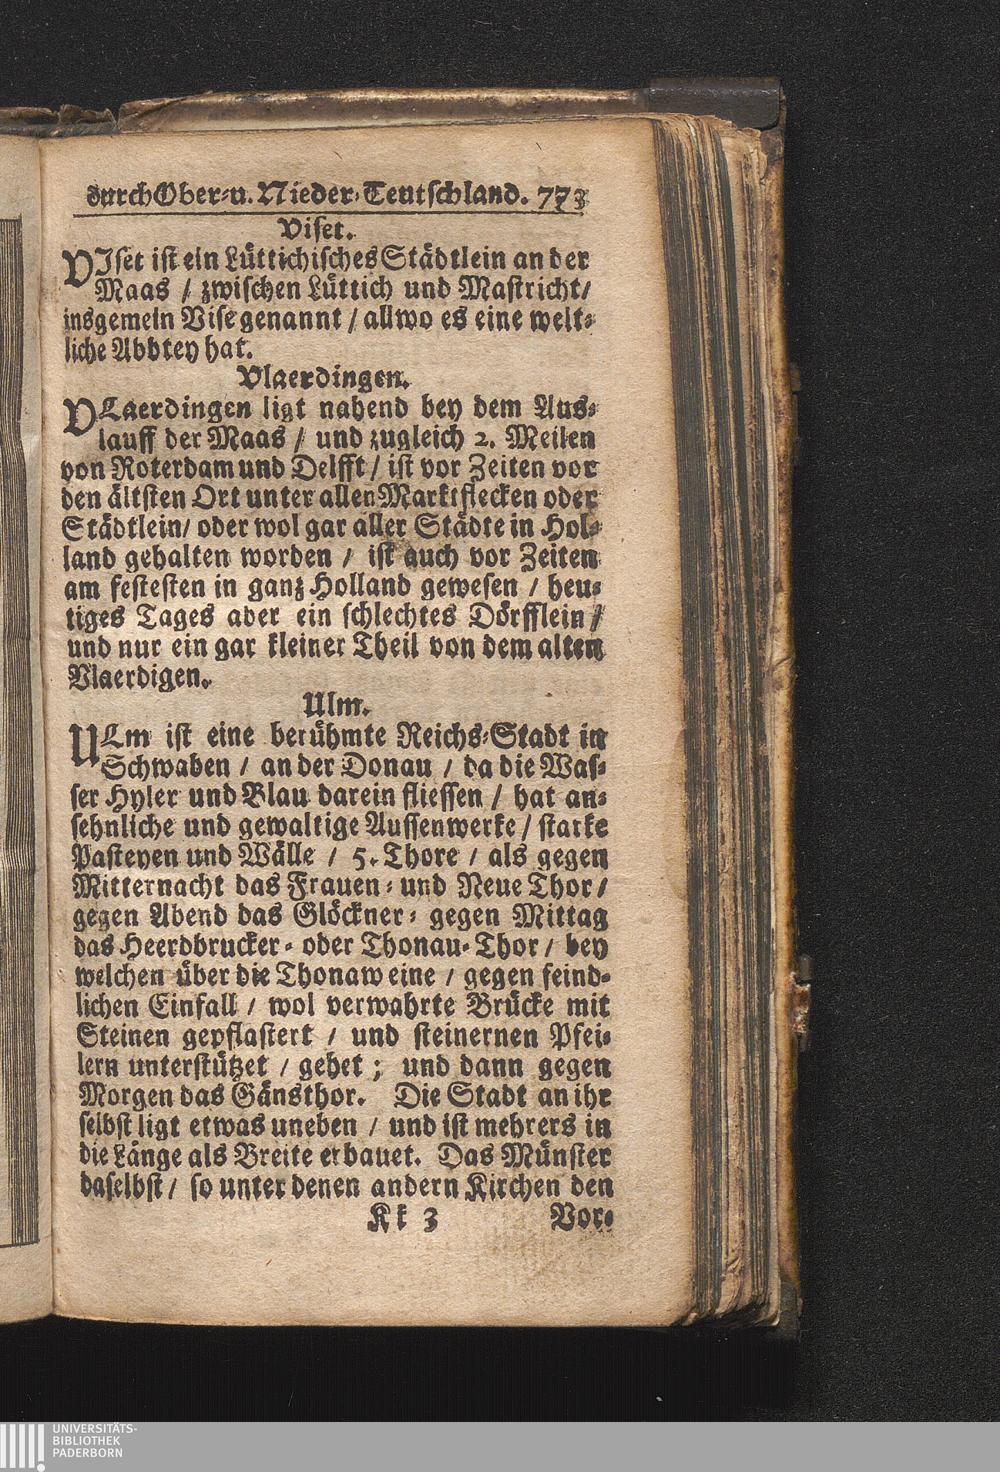 durch Ober- u. Nieder-Teutschland. 773
Viset.
VIset ist ein Lüttichisches Städtlein an der
Maas / zwischen Lüttich und Mastricht /
insgemein Vise genannt / allwo es eine welt-
liche Abbtey hat.
Vlaerdingen.
VLaerdingen ligt nahend bey dem Aus-
lauff der Maas / und zugleich 2. Meilen
von Roterdam und Delfft / ist vor Zeiten vor
den ältsten Ort unter allen Marktflecken oder
Städtlein / oder wol gar aller Städte in Hol-
land gehalten worden / ist auch vor Zeiten
am festesten in ganz Holland gewesen / heu-
tiges Tages aber ein schlechtes Dörfflein /
und nur ein gar kleiner Theil von dem alten
Vlaerdigen.
Ulm.
ULm ist eine berühmte Reichs-Stadt in
Schwaben / an der Donau / da die Was-
ser Hyler und Blau darein fliessen / hat an-
sehnliche und gewaltige Aussenwerke / starke
Pasteyen und Wälle / 5. Thore / als gegen
Mitternacht das Frauen- und Neue Thor /
gegen Abend das Glöckner- gegen Mittag
das Heerdbrucker- oder Thonau-Thor / bey
welchen über die Thonaw eine / gegen feind-
lichen Einfall / wol verwahrte Brücke mit
Steinen gepflastert / und steinernen Pfei-
lern unterstützet / gehet ; und dann gegen
Morgen das Gänsthor. Die Stadt an ihr
selbst ligt etwas uneben / und ist mehrers in
die Länge als Breite erbauet. Das Münster
daselbst / so unter denen andern Kirchen den
Kk 3 Vor-
UNIVERSITÄTS-
BIBLIOTHEK
PADERBORN